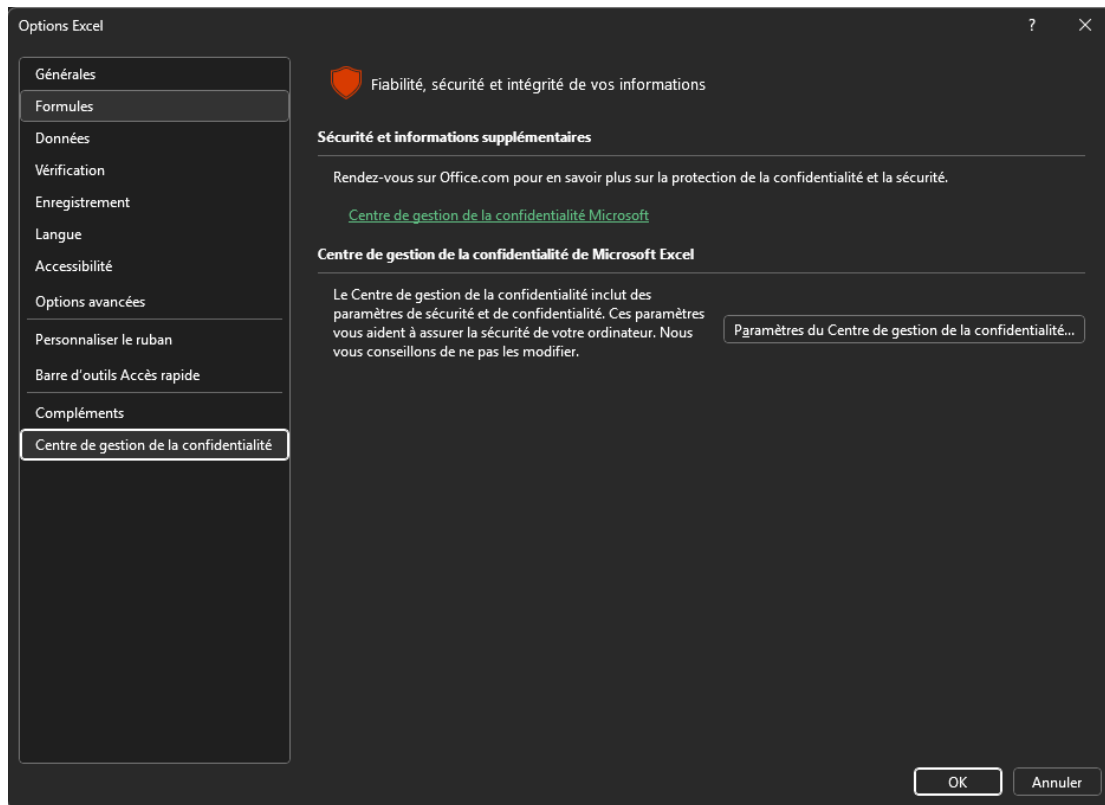 Options Excel
?
Générales
Formules
Données
Vérification
Enregistrement
Langue
Accessibilité
Options avancées
Personnaliser le ruban
Barre d'outils Accès rapide
Compléments
Centre de gestion de la confidentialité
Fiabilité, sécurité et intégrité de vos informations
Sécurité et informations supplémentaires
Rendez-vous sur Office.com pour en savoir plus sur la protection de la confidentialité et la sécurité.
Centre de gestion de la confidentialité Microsoft
Centre de gestion de la confidentialité de Microsoft Excel
Le Centre de gestion de la confidentialité inclut des
paramètres de sécurité et de confidentialité. Ces paramètres
vous aident à assurer la sécurité de votre ordinateur. Nous
vous conseillons de ne pas les modifier.
Paramètres du Centre de gestion de la confidentialité...
OK
Annuler